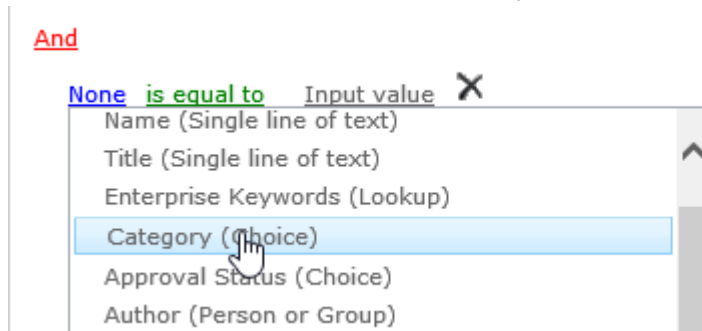 And
None is equal to Input value
Name (Single line of text)
Title (Single line of text)
Enterprise Keywords (Lookup)
Category (Choice)
Approval Status (Choice)
Author (Person or Group)